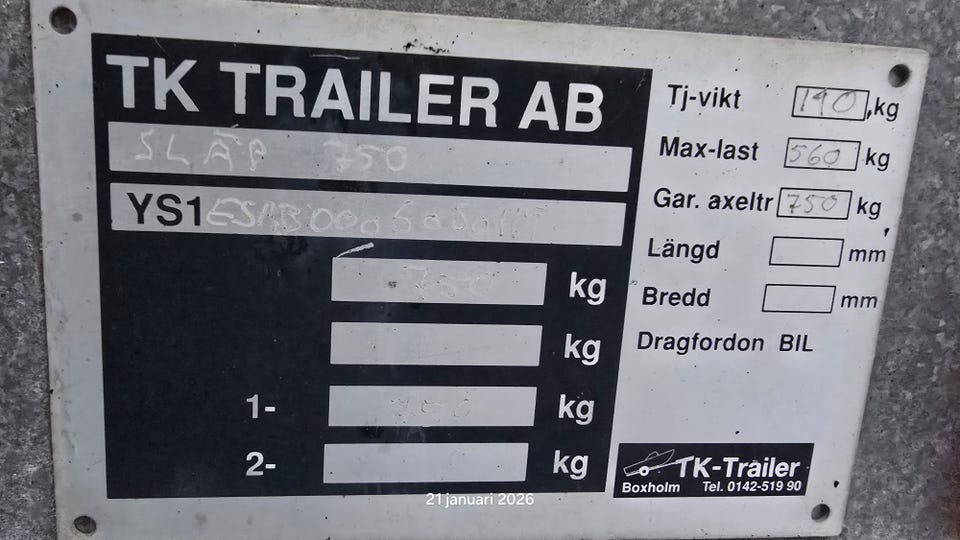 TK TRAILER AB
SLÄP 750
YS1
750 kg
kg
1- 750 kg
2- kg
Tj-vikt 190 kg
Max-last 560 kg
Gar. axeltr 750 kg
Längd mm
Bredd mm
Dragfordon BIL
TK-Trailer
Boxholm Tel. 0142-519 90
21 januari 2026